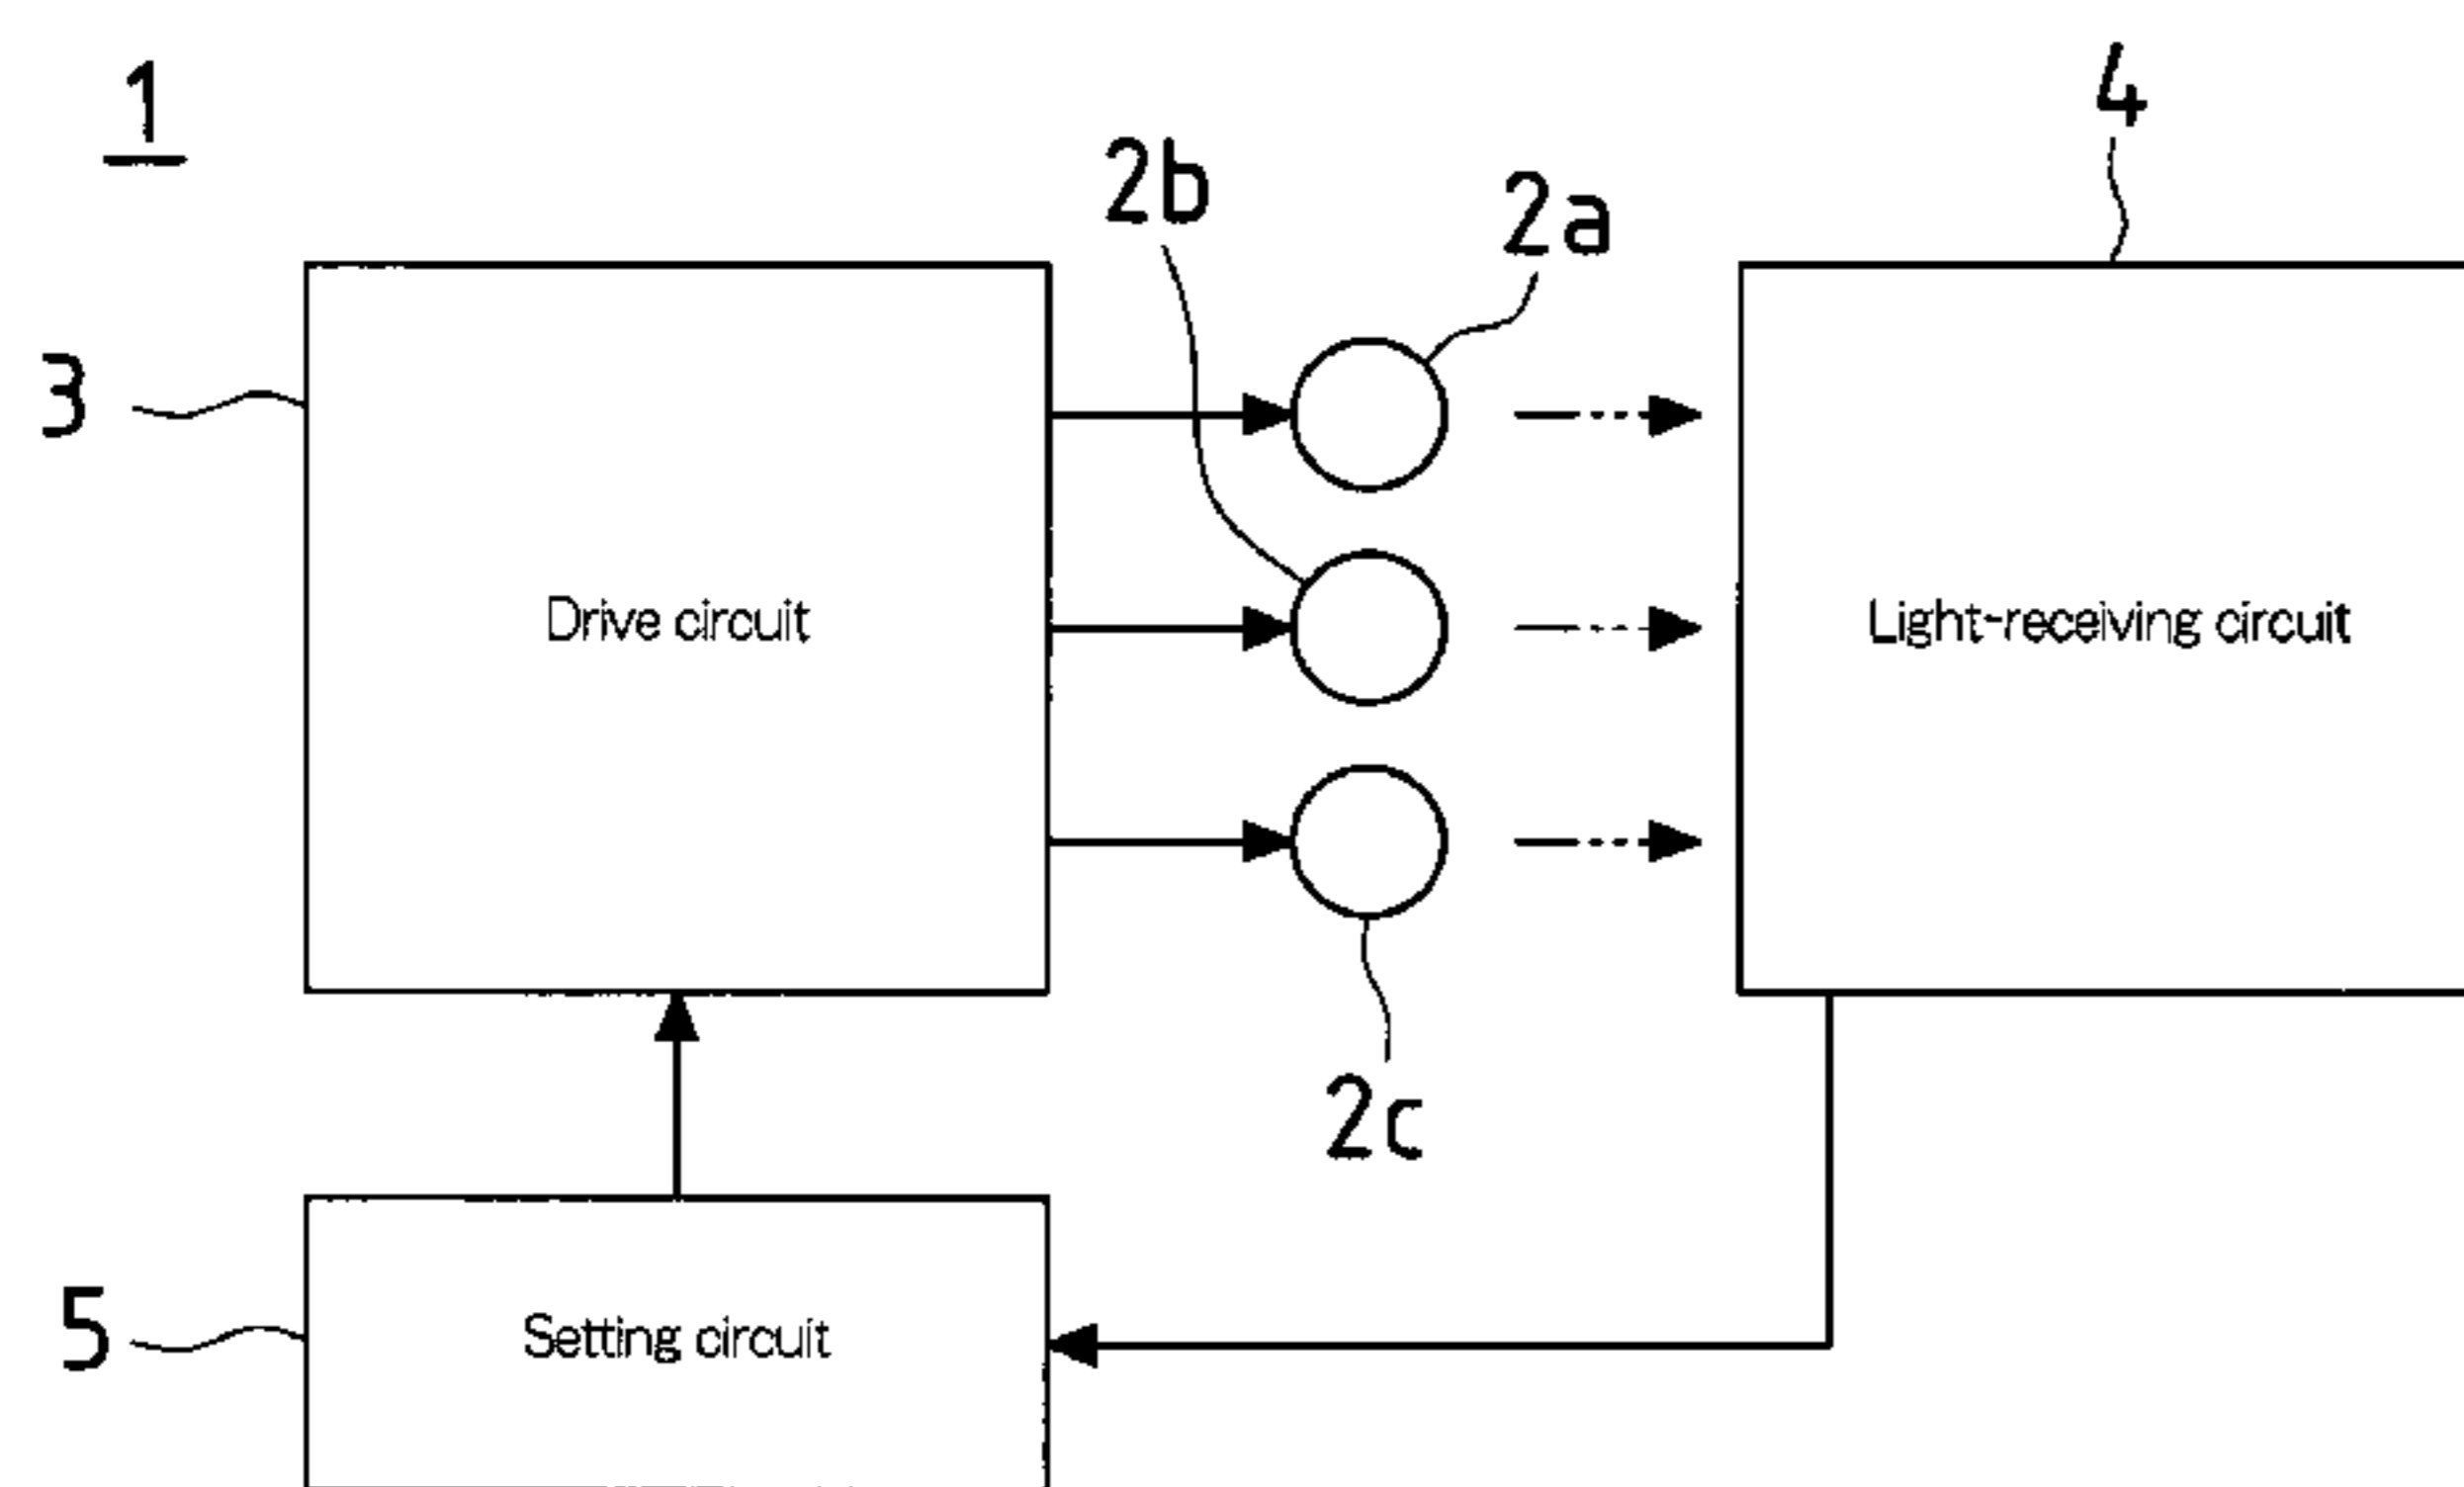 1
4
2b
2a
3
Drive circuit
Light-receiving circuit
2c
5
Setting circuit